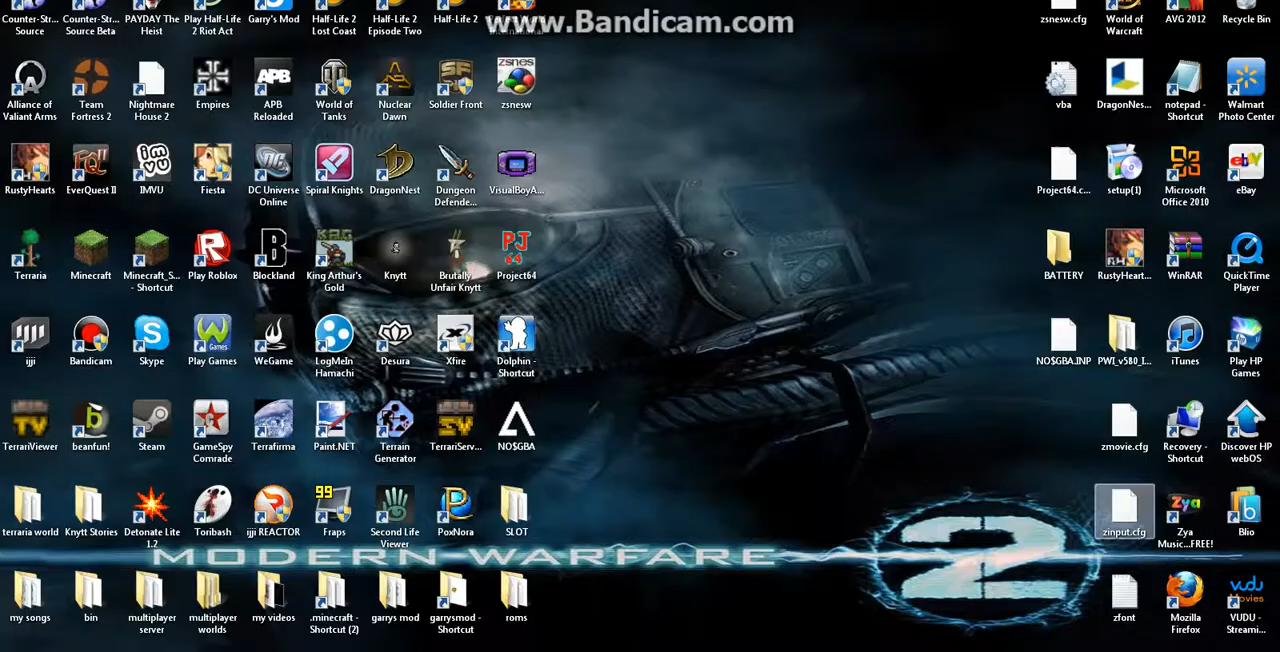 www.Bandicam.com
Counter-Str...
Source
Counter-Str...
Source Beta
PAYDAY The
Heist
Play Half-Life
2 Riot Act
Garry's Mod
Half-Life 2
Lost Coast
Half-Life 2
Episode Two
Half-Life 2
zsnesw.cfg
World of
Warcraft
AVG 2012
Recycle Bin
Alliance of
Valiant Arms
Team
Fortress 2
Nightmare
House 2
Empires
APB
Reloaded
World of
Tanks
Nuclear
Dawn
Soldier Front
zsnesw
vba
DragonNes...
notepad -
Shortcut
Walmart
Photo Center
RustyHearts
EverQuest II
IMVU
Fiesta
DC Universe
Online
Spiral Knights
DragonNest
Dungeon
Defende...
VisualBoyA...
Project64.c...
setup(1)
Microsoft
Office 2010
eBay
Terraria
Minecraft
Minecraft_S...
- Shortcut
Play Roblox
Blockland
King Arthur's
Gold
Knytt
Brutally
Unfair Knytt
Project64
BATTERY
RustyHeart...
WinRAR
QuickTime
Player
ijji
Bandicam
Skype
Play Games
WeGame
LogMeIn
Hamachi
Desura
Xfire
Dolphin -
Shortcut
NO$GBA.INP
PWI_v580_I...
iTunes
Play HP
Games
TerrariViewer
beanfun!
Steam
GameSpy
Comrade
Terrafirma
Paint.NET
Terrain
Generator
TerrariServ...
NO$GBA
zmovie.cfg
Recovery -
Shortcut
Discover HP
webOS
terraria world
Knytt Stories
Detonate Lite
1.2
Toribash
ijji REACTOR
Fraps
Second Life
Viewer
PoxNora
SLOT
zinput.cfg
Zya
Music...FREE!
Blio
MODERN WARFARE
2
my songs
bin
multiplayer
server
multiplayer
worlds
my videos
.minecraft -
Shortcut (2)
garrys mod
garrysmod -
Shortcut
roms
zfont
Mozilla
Firefox
VUDU -
Streami...